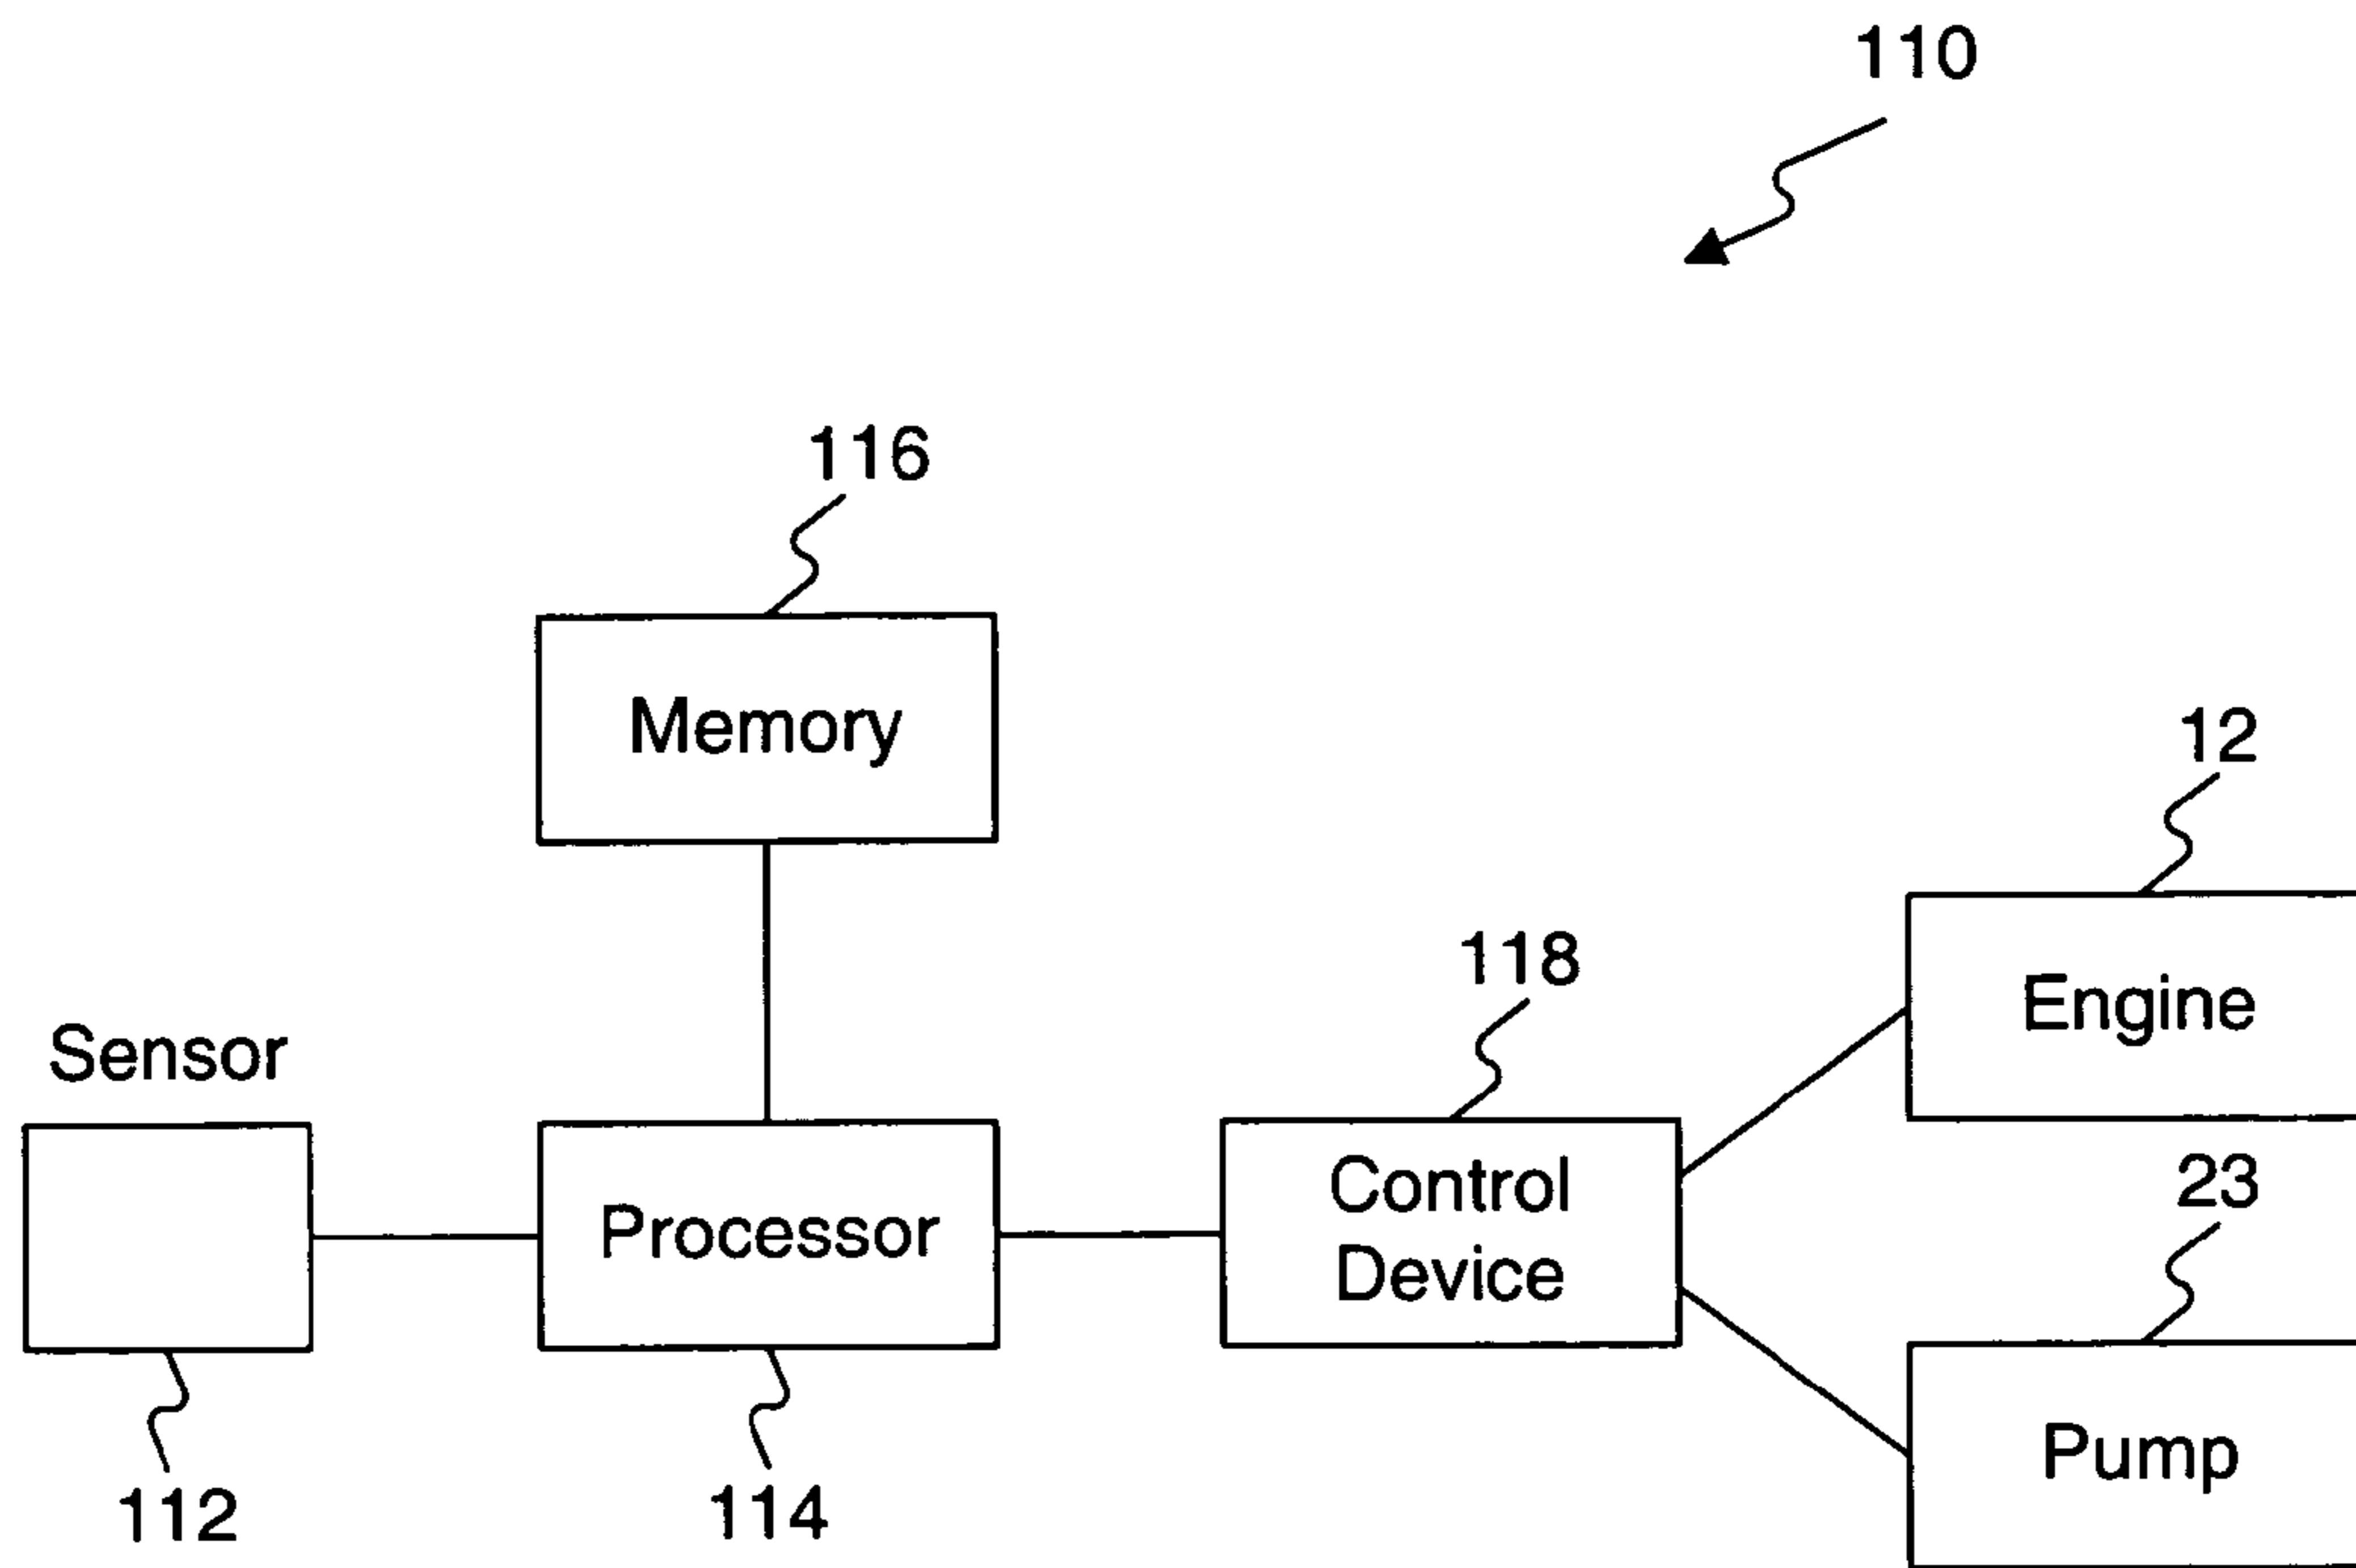 110
116
Memory
12
Engine
118
Sensor
Control
Device
Processor
23
Pump
112
114